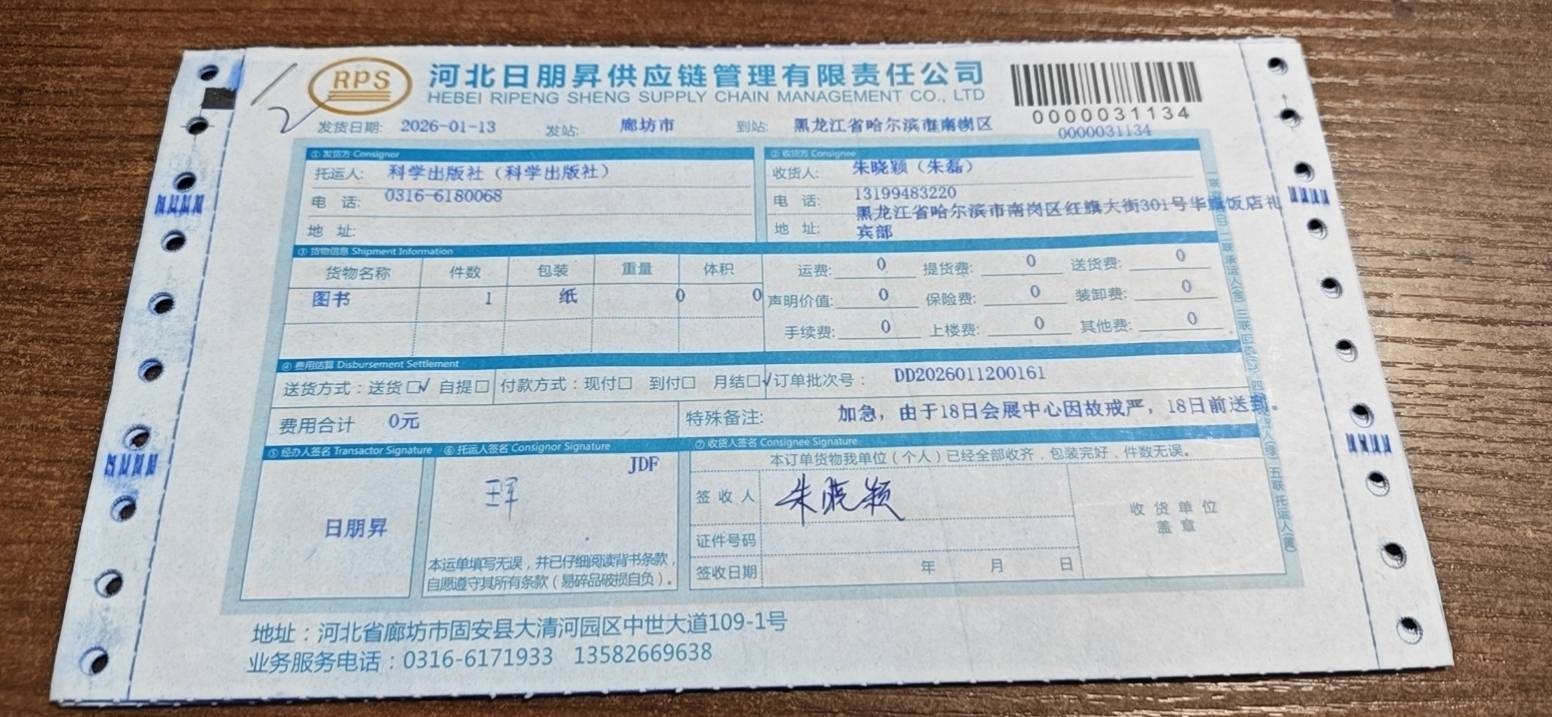 RPS 河北日朋昇供应链管理有限责任公司
HEBEI RIPENG SHENG SUPPLY CHAIN MANAGEMENT CO., LTD
0000031134
0000031134
发货日期: 2026-01-13 发站: 廊坊市 到站: 黑龙江省哈尔滨市南岗区
①发货方 Consignor ②收货方 Consignee
托运人: 科学出版社（科学出版社） 收货人: 朱晓颖（朱磊）
电 话: 0316-6180068 电 话: 13199483220
地 址: 地 址: 黑龙江省哈尔滨市南岗区红旗大街301号华旗饭店礼
宾部
③货物信息 Shipment Information
货物名称 件数 包装 重量 体积 运费: 0 提货费: 0 送货费: 0
图书 1 纸 0 0 声明价值: 0 保险费: 0 装卸费: 0
手续费: 0 上楼费: 0 其他费: 0
④费用结算 Disbursement Settlement
送货方式：送货□√ 自提□ 付款方式：现付□ 到付□ 月结□√ 订单批次号： DD2026011200161
费用合计 0元 特殊备注: 加急，由于18日会展中心因故戒严，18日前送到。
⑤经办人签名 Transactor Signature ⑥托运人签名 Consignor Signature ⑦收货人签名 Consignee Signature
JDF 本订单货物我单位（个人）已经全部收齐，包装完好，件数无误。
日朋昇 签收人 朱晓颖 收货单位
盖章
证件号码
本运单填写无误，并已仔细阅读背书条款，
自愿遵守其所有条款（易碎品破损自负）。 签收日期 年 月 日
地址：河北省廊坊市固安县大清河园区中世大道109-1号
业务服务电话：0316-6171933 13582669638